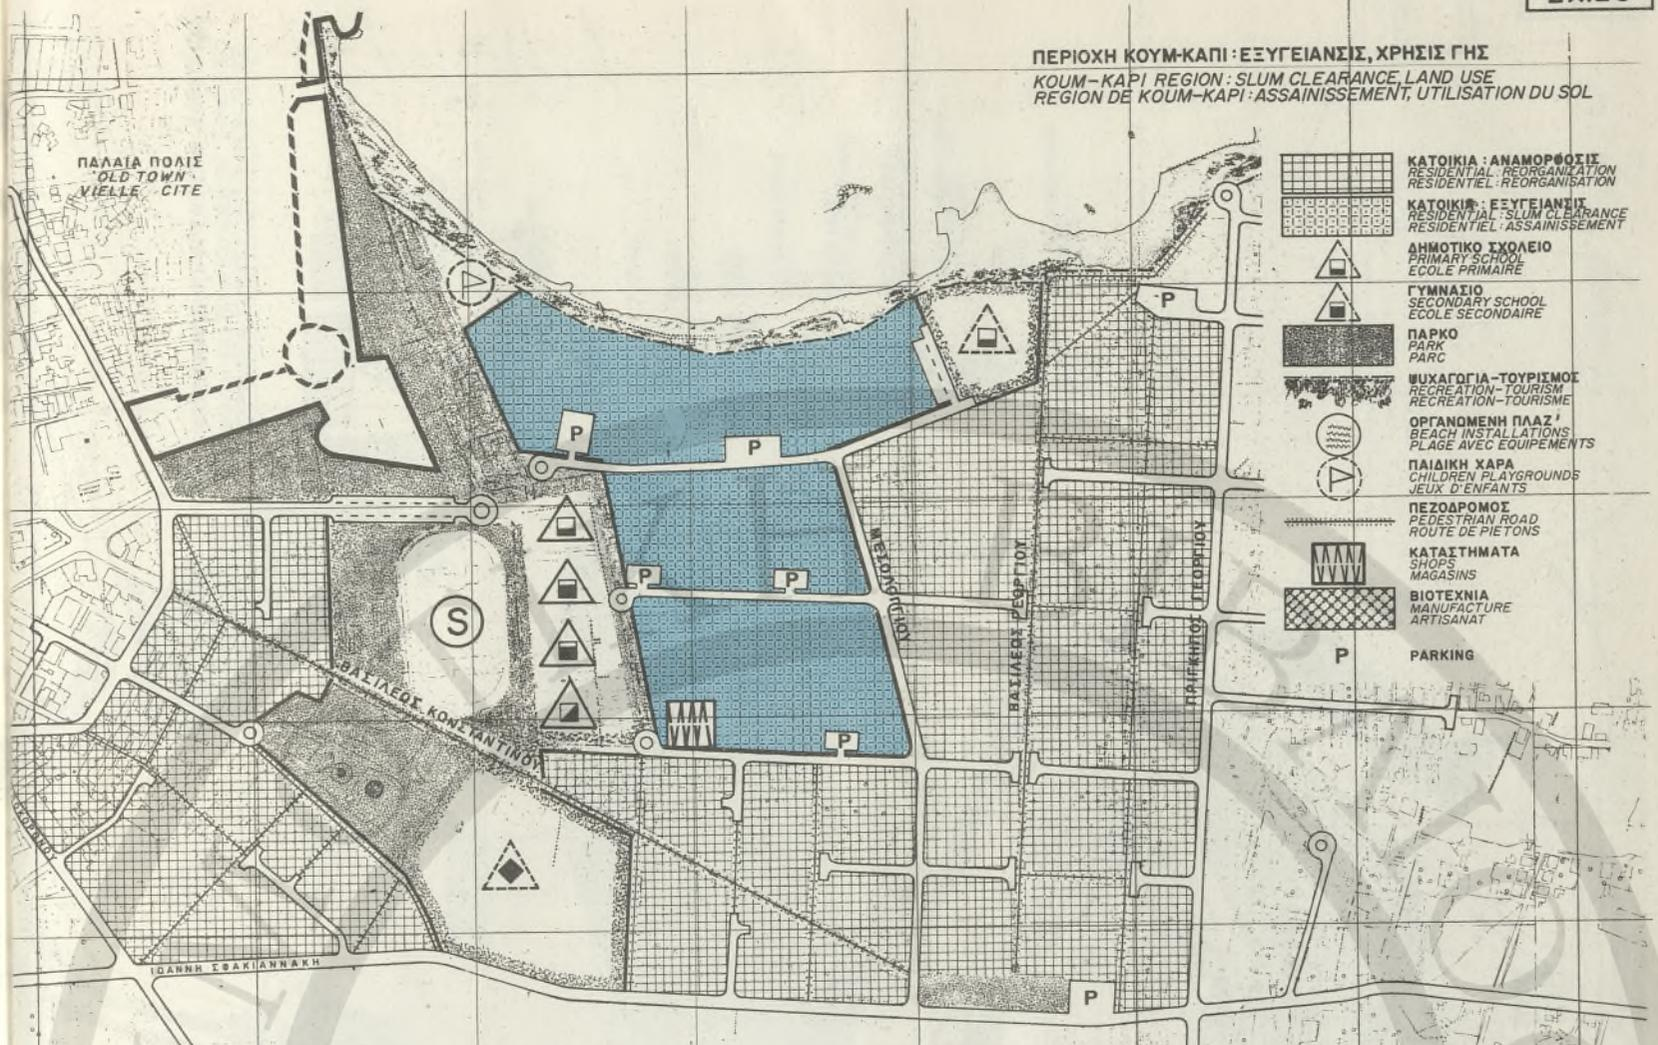 ΠΕΡΙΟΧΗ ΚΟΥΜ-ΚΑΠΙ : ΕΞΥΓΕΙΑΝΣΙΣ, ΧΡΗΣΙΣ ΓΗΣ
KOUM-KAPI REGION : SLUM CLEARANCE, LAND USE
REGION DE KOUM-KAPI : ASSAINISSEMENT, UTILISATION DU SOL
ΠΑΛΑΙΑ ΠΟΛΙΣ
OLD TOWN
VIELLE CITE
ΚΑΤΟΙΚΙΑ : ΑΝΑΜΟΡΦΩΣΙΣ
RESIDENTIAL : REORGANIZATION
RESIDENTIEL : REORGANISATION
ΚΑΤΟΙΚΙΑ : ΕΞΥΓΕΙΑΝΣΙΣ
RESIDENTIAL : SLUM CLEARANCE
RESIDENTIEL : ASSAINISSEMENT
ΔΗΜΟΤΙΚΟ ΣΧΟΛΕΙΟ
PRIMARY SCHOOL
ECOLE PRIMAIRE
ΓΥΜΝΑΣΙΟ
SECONDARY SCHOOL
ECOLE SECONDAIRE
ΠΑΡΚΟ
PARK
PARC
ΨΥΧΑΓΩΓΙΑ-ΤΟΥΡΙΣΜΟΣ
RECREATION-TOURISM
RECREATION-TOURISME
ΟΡΓΑΝΩΜΕΝΗ ΠΛΑΖ'
BEACH INSTALLATIONS
PLAGE AVEC EQUIPEMENTS
ΠΑΙΔΙΚΗ ΧΑΡΑ
CHILDREN PLAYGROUNDS
JEUX D'ENFANTS
ΠΕΖΟΔΡΟΜΟΣ
PEDESTRIAN ROAD
ROUTE DE PIETONS
ΚΑΤΑΣΤΗΜΑΤΑ
SHOPS
MAGASINS
ΒΙΟΤΕΧΝΙΑ
MANUFACTURE
ARTISANAT
P PARKING
P
P
P
P
P
P
P
S
ΜΕΣΟΛΟΓΓΙΟΥ
ΒΑΣΙΛΕΩΣ ΓΕΩΡΓΙΟΥ
ΠΡΙΓΚΗΠΟΣ ΓΕΩΡΓΙΟΥ
ΒΑΣΙΛΕΩΣ ΚΩΝΣΤΑΝΤΙΝΟΥ
ΙΩΑΝΝΗ ΣΦΑΚΙΑΝΝΑΚΗ